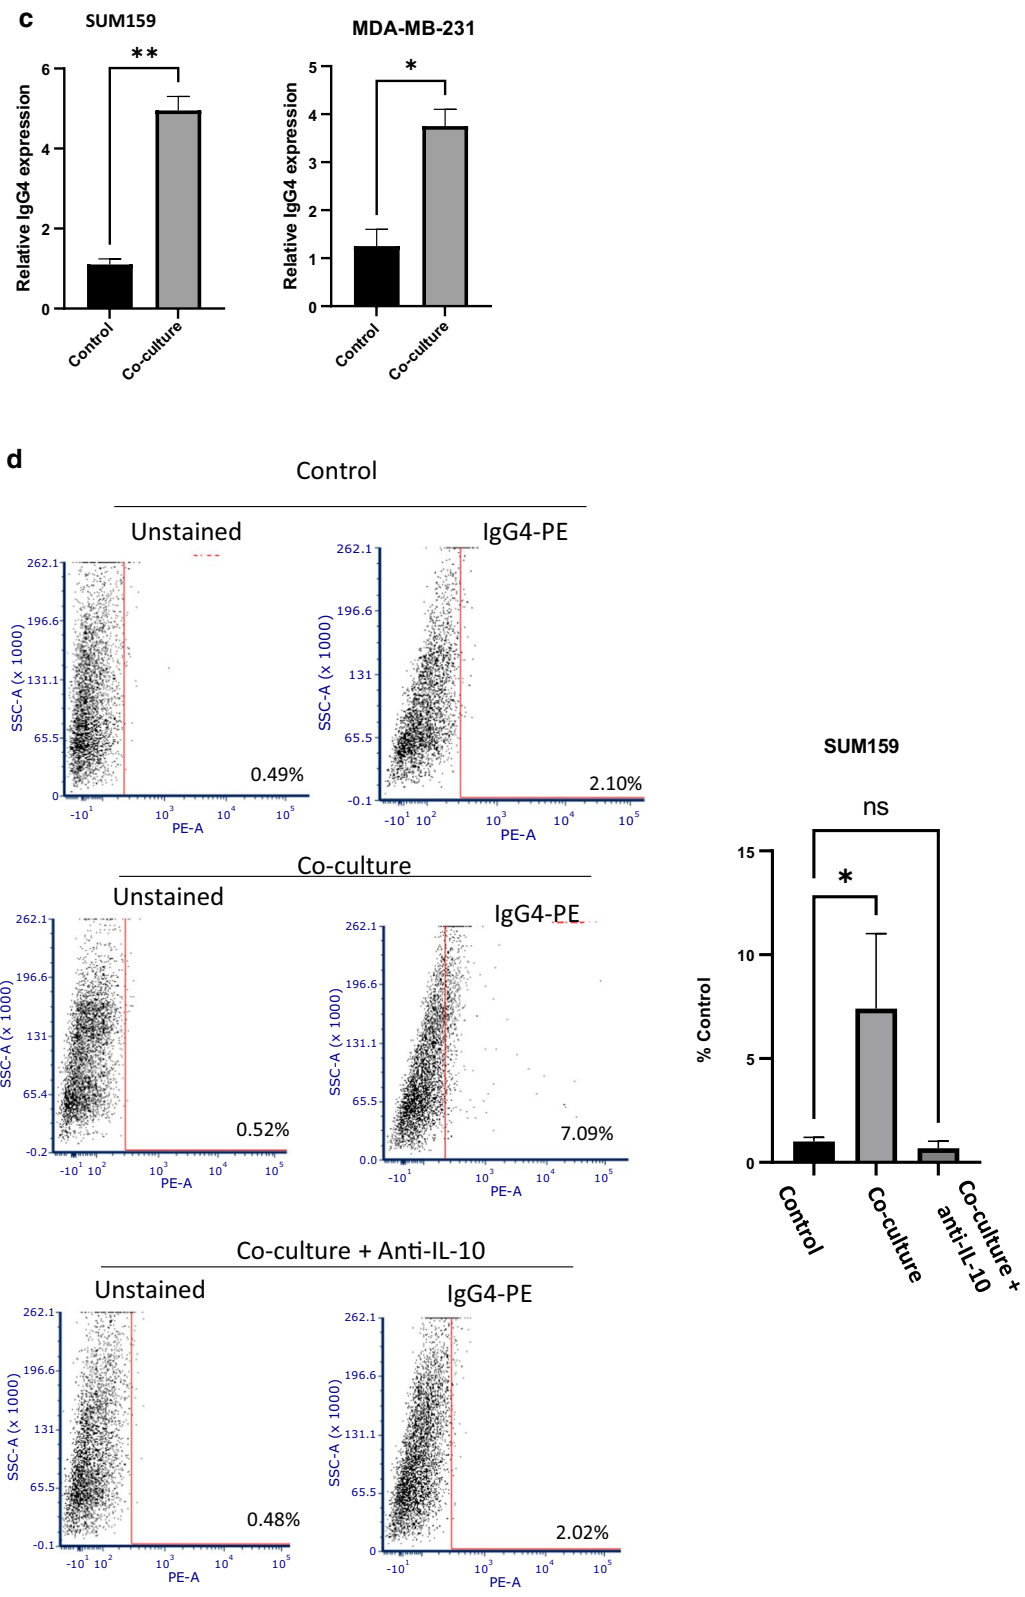 c
SUM159
MDA-MB-231
**
*
Relative IgG4 expression
6
4
2
0
Control
Co-culture
Relative IgG4 expression
5
4
3
2
1
0
Control
Co-culture
d
Control
Unstained
IgG4-PE
SSC-A (x 1000)
262.1
196.6
131.1
65.5
0
0.49%
-10¹ 10³ 10⁴ 10⁵
PE-A
SSC-A (x 1000)
262.1
196.6
131
65.5
-0.1
2.10%
-10¹ 10² 10³ 10⁴ 10⁵
PE-A
Co-culture
Unstained
IgG4-PE
SSC-A (x 1000)
262.1
196.6
131
65.4
-0.2
0.52%
-10¹ 10² 10³ 10⁴ 10⁵
PE-A
SSC-A (x 1000)
262.1
196.6
131.1
65.5
0.0
7.09%
-10¹ 10³ 10⁴ 10⁵
PE-A
Co-culture + Anti-IL-10
Unstained
IgG4-PE
SSC-A (x 1000)
262.1
196.6
131
65.5
-0.1
0.48%
-10¹ 10² 10³ 10⁴ 10⁵
PE-A
SSC-A (x 1000)
262.1
196.6
131.1
65.5
0
2.02%
-10¹ 10³ 10⁴ 10⁵
PE-A
SUM159
ns
*
% Control
15
10
5
0
Control
Co-culture
Co-culture +
anti-IL-10